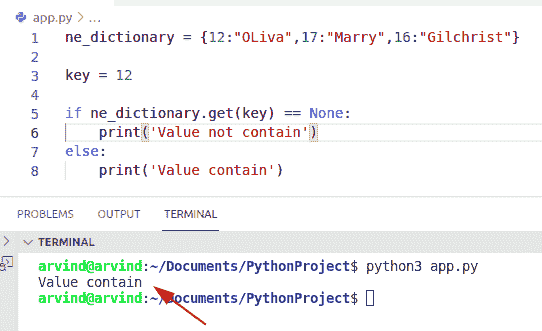 app.py > ...
1 ne_dictionary = {12:"OLiva",17:"Marry",16:"Gilchrist"}
2
3 key = 12
4
5 if ne_dictionary.get(key) == None:
6     print('Value not contain')
7 else:
8     print('Value contain')
PROBLEMS OUTPUT TERMINAL
TERMINAL
arvind@arvind:~/Documents/PythonProject$ python3 app.py
Value contain
arvind@arvind:~/Documents/PythonProject$